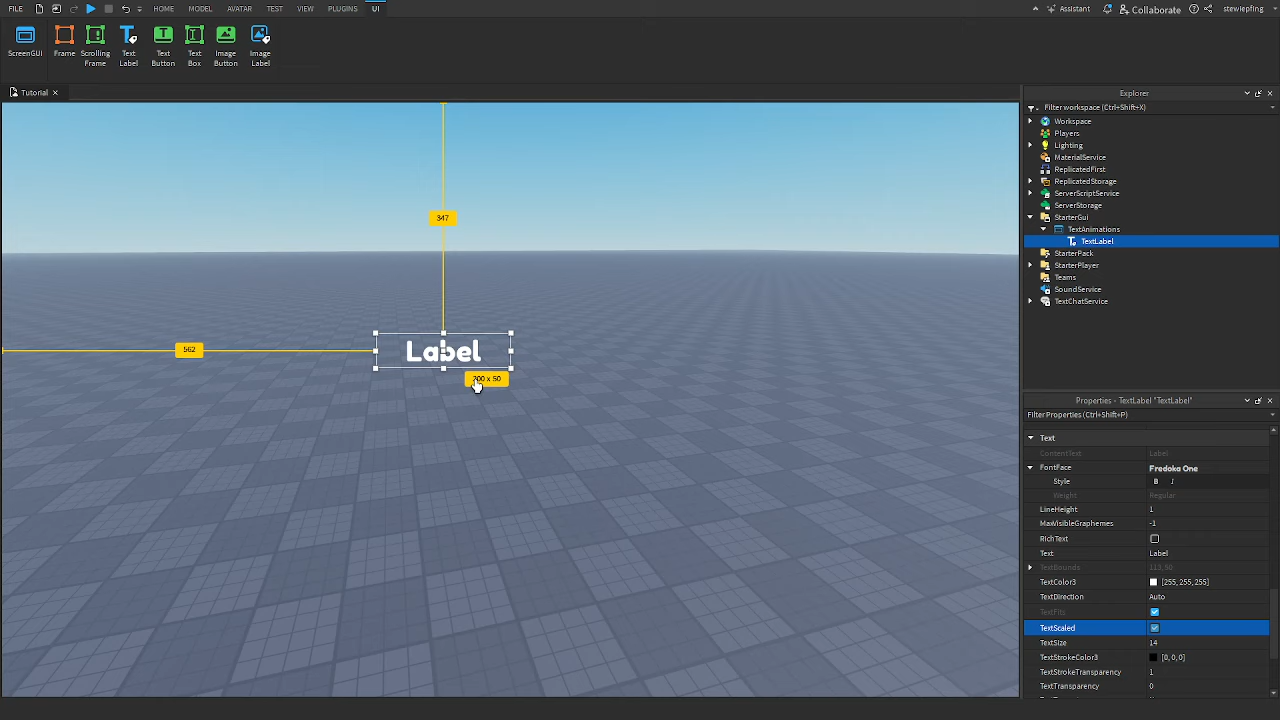 FILE HOME AVATAR TEST VIEW PLUGINS UI Assistant Collaborate stewiepfing
ScreenGUI Frame Scrolling Frame Text Label Text Button Text Box Image Button Image Label
Tutorial
Explorer
Filter workspace (Ctrl+Shift+X)
Workspace
Players
Lighting
MaterialService
ReplicatedFirst
ReplicatedStorage
ServerScriptService
ServerStorage
StarterGui
TextAnimations
TextLabel
StarterPack
StarterPlayer
Teams
SoundService
TextChatService
347
562
Label
200 x 50
Properties - TextLabel "TextLabel"
Filter Properties (Ctrl+Shift+P)
Text
ContentText Label
FontFace Fredoka One
Style B I
Weight Regular
LineHeight 1
MaxVisibleGraphemes -1
RichText
Text Label
TextBounds 113, 50
TextColor3 [255, 255, 255]
TextDirection Auto
TextFits
TextScaled
TextSize 14
TextStrokeColor3 [0, 0, 0]
TextStrokeTransparency 1
TextTransparency 0